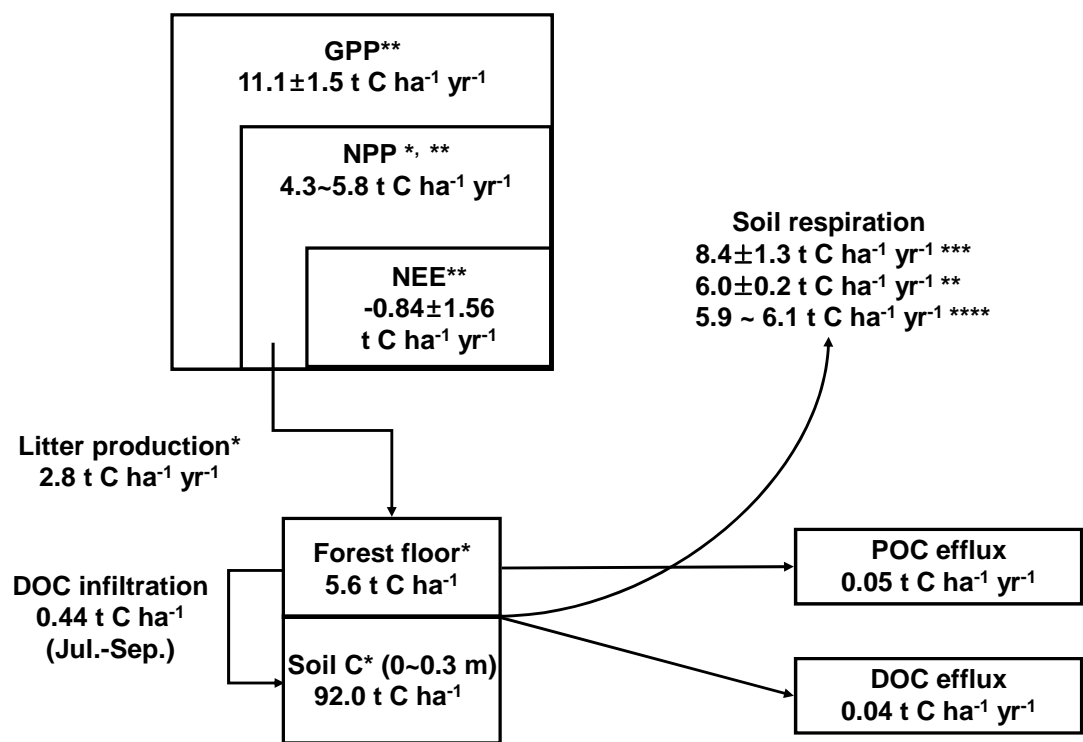 GPP**
11.1±1.5 t C ha⁻¹ yr⁻¹
NPP *, **
4.3~5.8 t C ha⁻¹ yr⁻¹
NEE**
-0.84±1.56
t C ha⁻¹ yr⁻¹
Soil respiration
8.4±1.3 t C ha⁻¹ yr⁻¹ ***
6.0±0.2 t C ha⁻¹ yr⁻¹ **
5.9 ~ 6.1 t C ha⁻¹ yr⁻¹ ****
Litter production*
2.8 t C ha⁻¹ yr⁻¹
Forest floor*
5.6 t C ha⁻¹
DOC infiltration
0.44 t C ha⁻¹
(Jul.-Sep.)
Soil C* (0~0.3 m)
92.0 t C ha⁻¹
POC efflux
0.05 t C ha⁻¹ yr⁻¹
DOC efflux
0.04 t C ha⁻¹ yr⁻¹